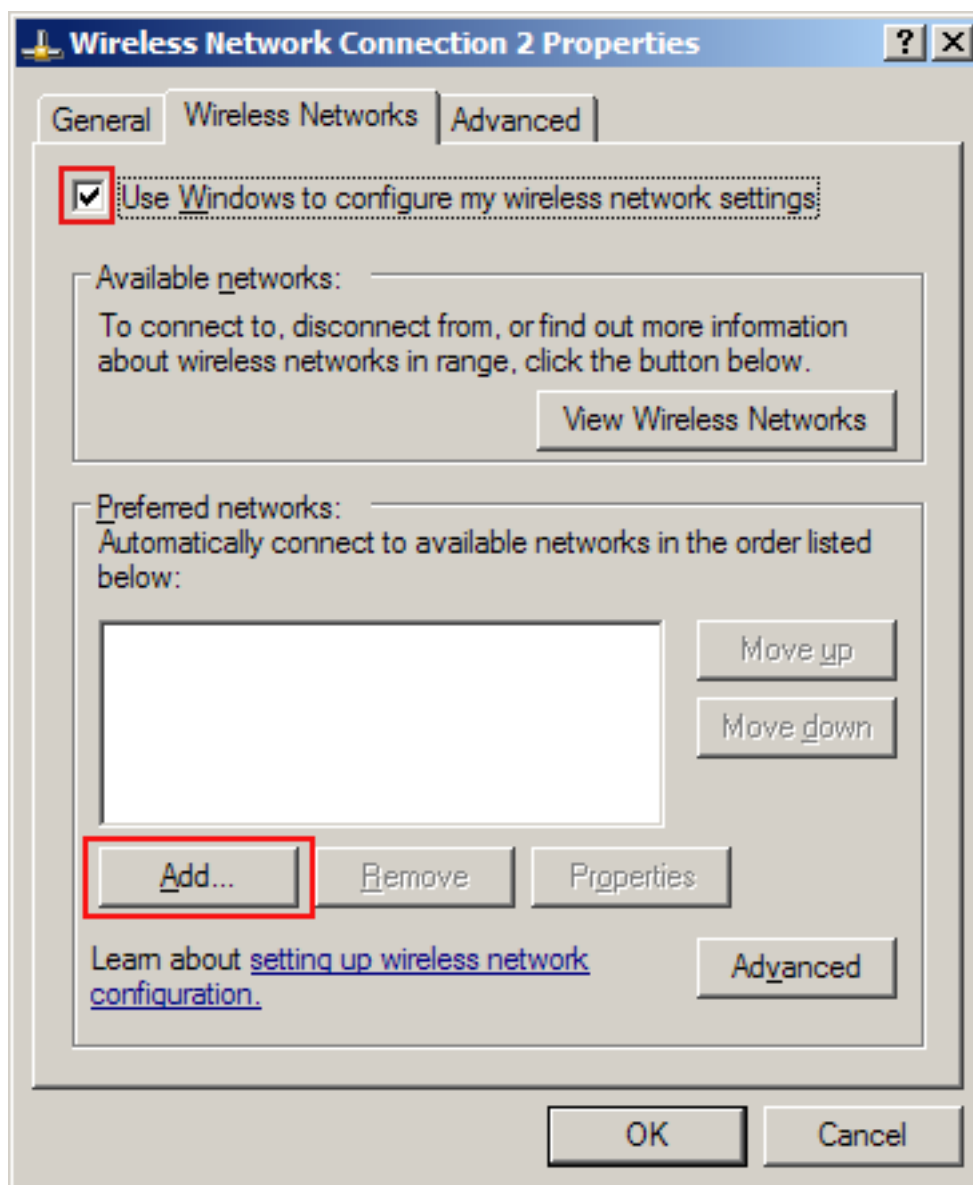 Wireless Network Connection 2 Properties
General Wireless Networks Advanced
Use Windows to configure my wireless network settings
Available networks:
To connect to, disconnect from, or find out more information
about wireless networks in range, click the button below.
View Wireless Networks
Preferred networks:
Automatically connect to available networks in the order listed
below:
Move up
Move down
Add... Remove Properties
Learn about setting up wireless network
configuration.
Advanced
OK Cancel